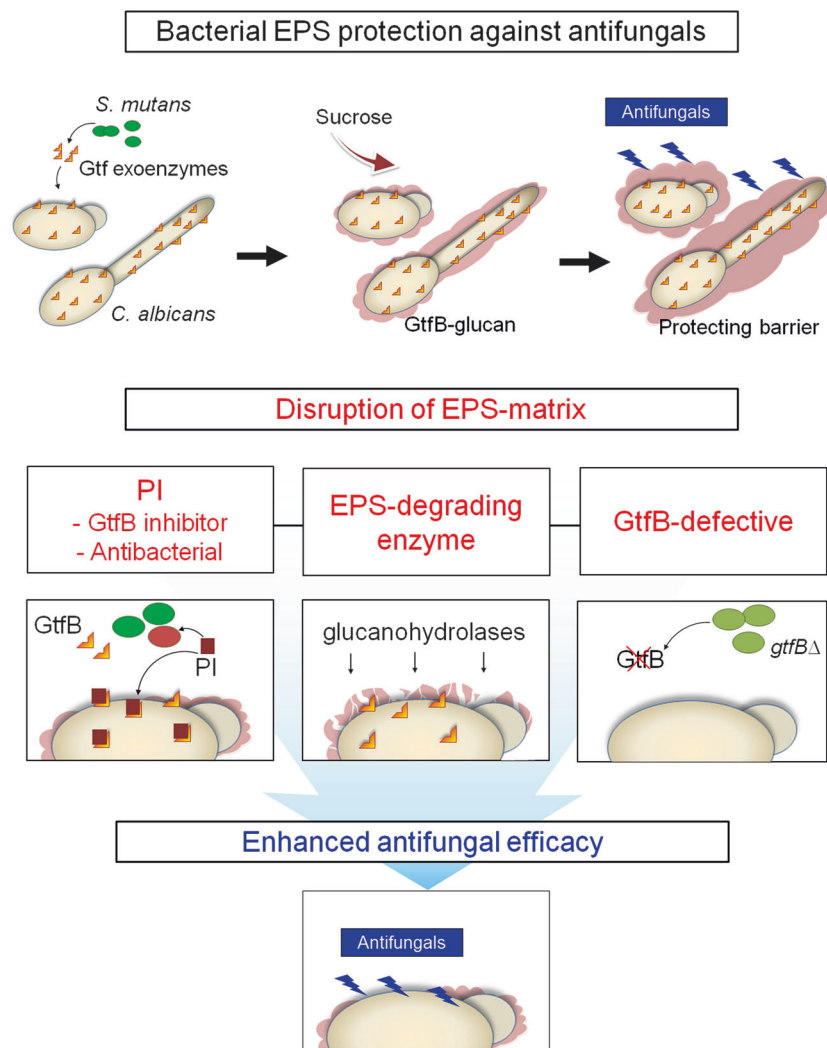 Bacterial EPS protection against antifungals
S. mutans
Gtf exoenzymes
C. albicans
Sucrose
GtfB-glucan
Antifungals
Protecting barrier
Disruption of EPS-matrix
PI
- GtfB inhibitor
- Antibacterial
EPS-degrading
enzyme
GtfB-defective
GtfB
PI
glucanohydrolases
GtfB
gtfBΔ
Enhanced antifungal efficacy
Antifungals